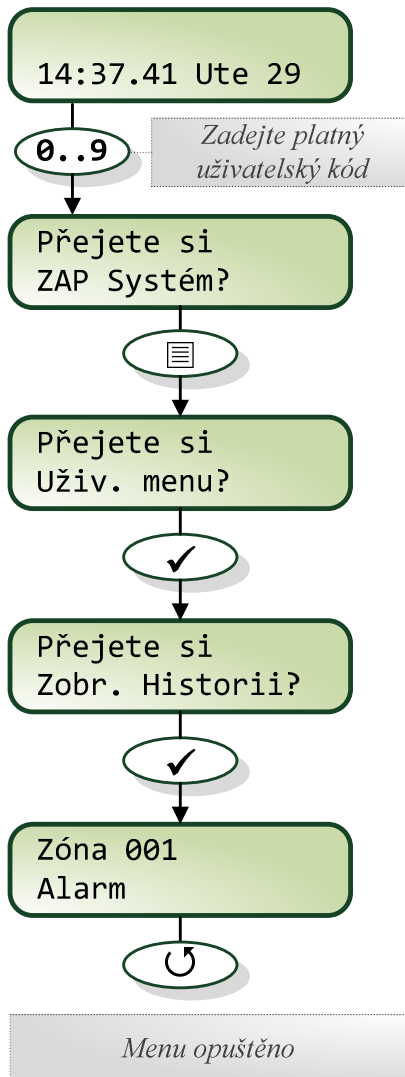 14:37.41 Ute 29
0..9
Zadejte platný
uživatelský kód
Přejete si
ZAP Systém?
Přejete si
Uživ. menu?
Přejete si
Zobr. Historii?
Zóna 001
Alarm
Menu opuštěno